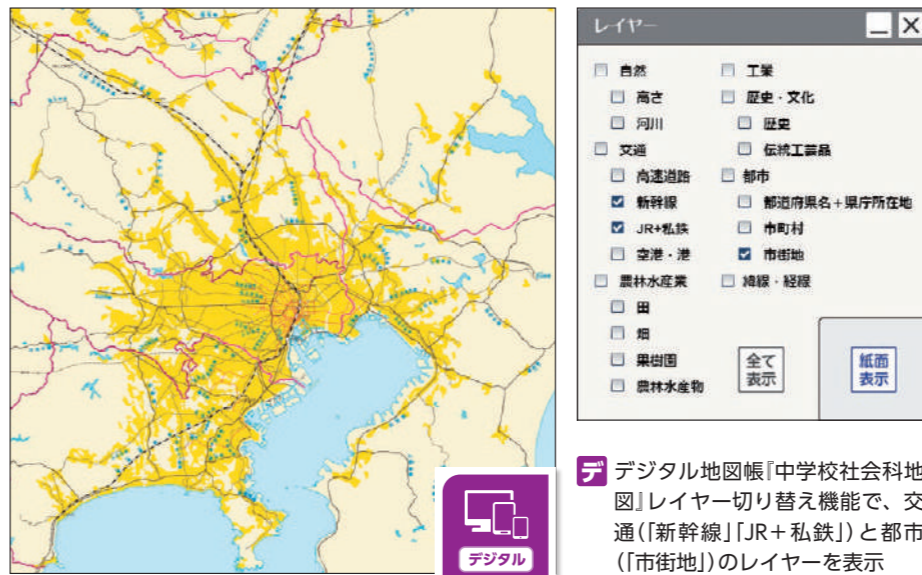 デジタル
レイヤー
自然
高さ
河川
交通
高速道路
新幹線
JR+私鉄
空港・港
農林水産業
田
畑
果樹園
農林水産物
工業
歴史・文化
歴史
伝統工芸品
都市
都道府県名+県庁所在地
市町村
市街地
緯線・経線
全て
表示
紙面
表示
デ デジタル地図帳『中学校社会科地
図』レイヤー切り替え機能で、交
通(「新幹線」「JR+私鉄」)と都市
(「市街地」)のレイヤーを表示